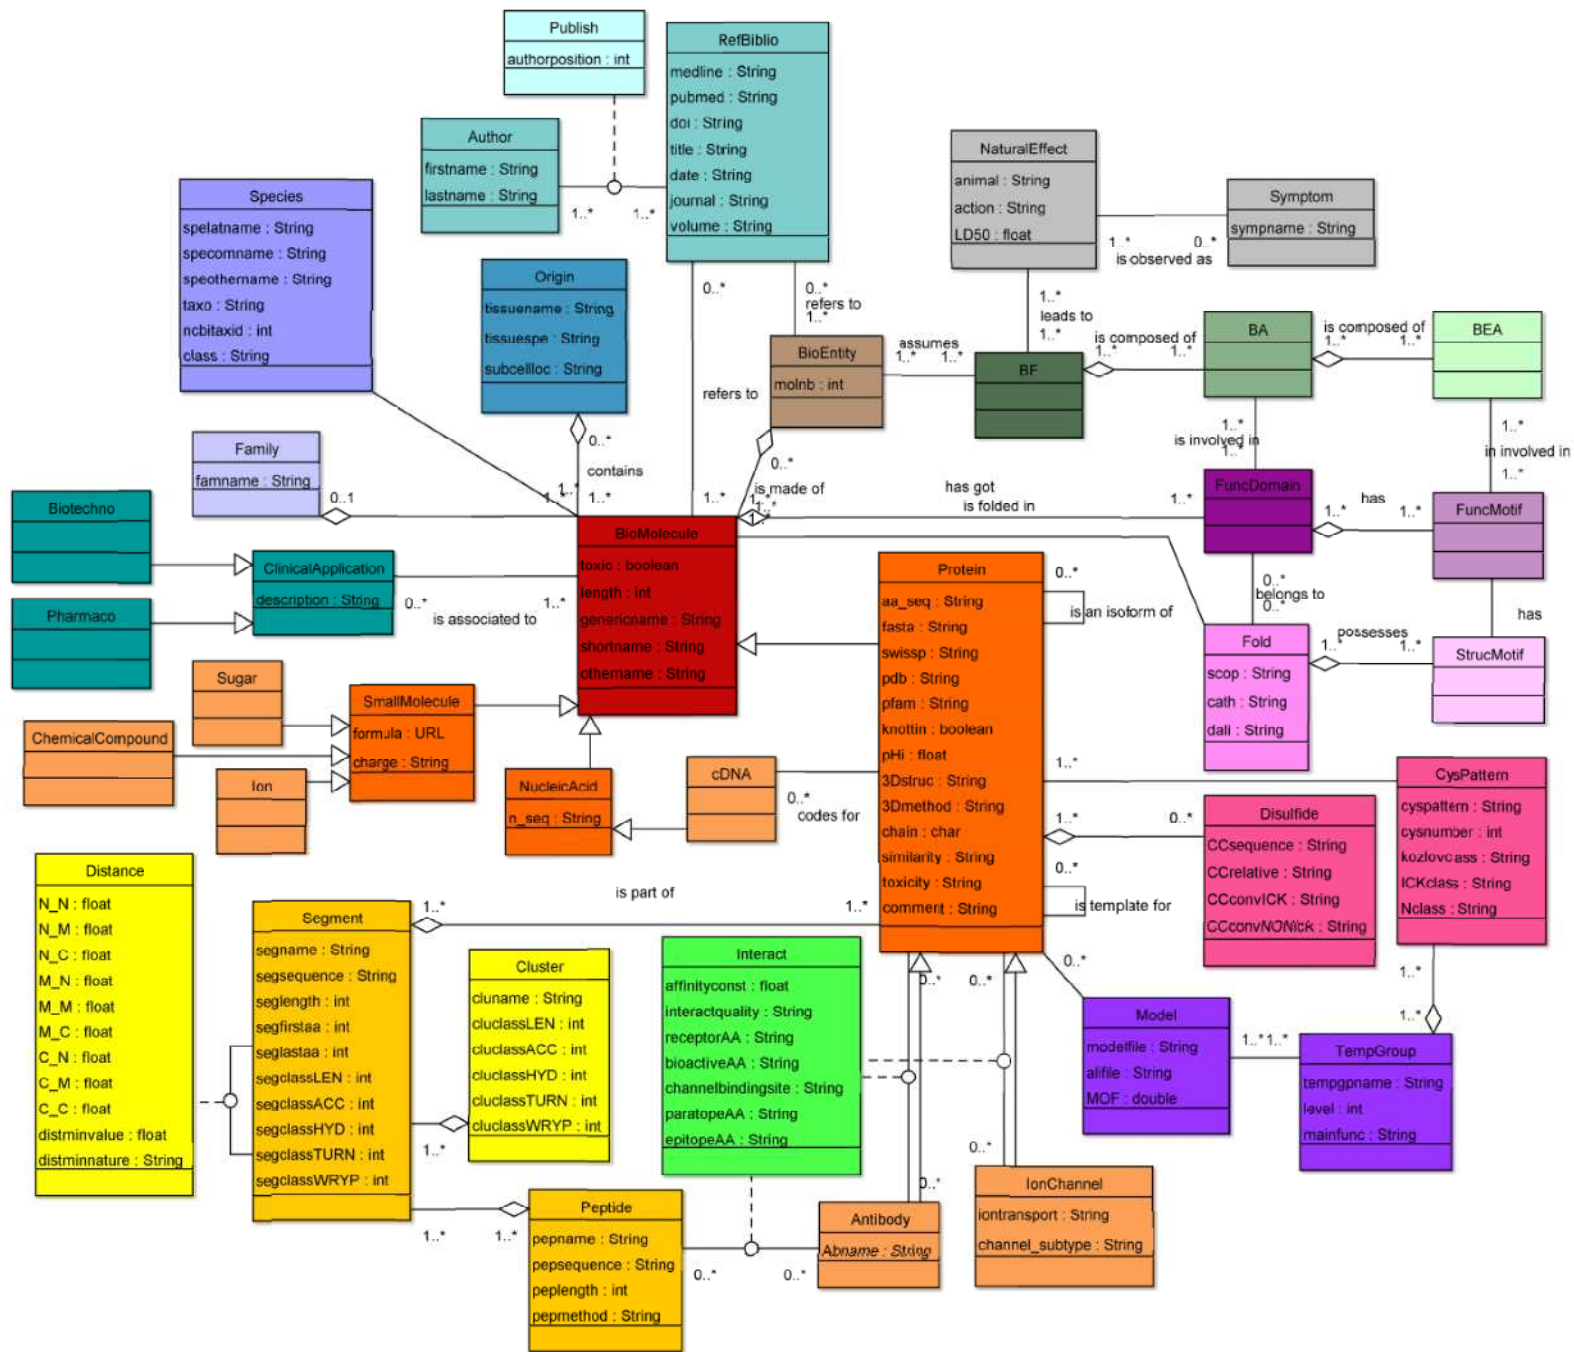 Publish
authorposition : int
RefBiblio
medline : String
pubmed : String
doi : String
title : String
date : String
journal : String
volume : String
Author
firstname : String
lastname : String
1..*
1..*
NaturalEffect
animal : String
action : String
LD50 : float
Symptom
sympname : String
1..*
0..*
is observed as
Species
spelatname : String
specomname : String
speothername : String
taxo : String
ncbitaxid : int
class : String
Origin
tissuename : String
tissuespe : String
subcellloc : String
0..*
0..*
refers to
1..*
1..*
leads to
1..*
BioEntity
molnb : int
assumes
1..*
1..*
BF
is composed of
1..*
1..*
BA
is composed of
1..*
1..*
BEA
refers to
0..*
contains
1..*
1..*
1..*
1..*
0..*
is made of
1..*
1..*
Family
famname : String
0..1
1..*
is involved in
1..*
1..*
in involved in
1..*
has got
is folded in
1..*
FuncDomain
has
1..*
1..*
FuncMotif
Biotechno
Pharmaco
ClinicalApplication
description : String
0..*
1..*
is associated to
BioMolecule
toxic : boolean
length : int
genericname : String
shortname : String
othername : String
Protein
aa_seq : String
fasta : String
swissp : String
pdb : String
pfam : String
knottin : boolean
pHi : float
3Dstruc : String
3Dmethod : String
chain : char
similarity : String
toxicity : String
comment : String
0..*
is an isoform of
0..*
belongs to
0..*
has
Fold
scop : String
cath : String
dali : String
possesses
1..*
1..*
StrucMotif
Sugar
ChemicalCompound
Ion
SmallMolecule
formula : URL
charge : String
NucleicAcid
n_seq : String
cDNA
0..*
codes for
1..*
CysPattern
cyspattern : String
cysnumber : int
kozlovcass : String
ICKclass : String
Nclass : String
1..*
0..*
Disulfide
CCsequence : String
CCrelative : String
CCconvICK : String
CCconvNONick : String
0..*
is template for
Distance
N_N : float
N_M : float
N_C : float
M_N : float
M_M : float
M_C : float
C_N : float
C_M : float
C_C : float
distminvalue : float
distminnature : String
Segment
segname : String
segsequence : String
seglength : int
segfirstaa : int
seglastaa : int
segclassLEN : int
segclassACC : int
segclassHYD : int
segclassTURN : int
segclassWRYP : int
is part of
1..*
1..*
Cluster
cluname : String
cluclassLEN : int
cluclassACC : int
cluclassHYD : int
cluclassTURN : int
cluclassWRYP : int
1..*
Interact
affinityconst : float
interactquality : String
receptorAA : String
bioactiveAA : String
channelbindingsite : String
paratopeAA : String
epitopeAA : String
0..*
0..*
0..*
Model
modelfile : String
alifile : String
MOF : double
1..*
1..*
1..*
1..*
TempGroup
tempgpname : String
level : int
mainfunc : String
0..*
0..*
IonChannel
iontransport : String
channel_subtype : String
Peptide
pepname : String
pepsequence : String
peplength : int
pepmethod : String
1..*
1..*
0..*
0..*
Antibody
Abname : String